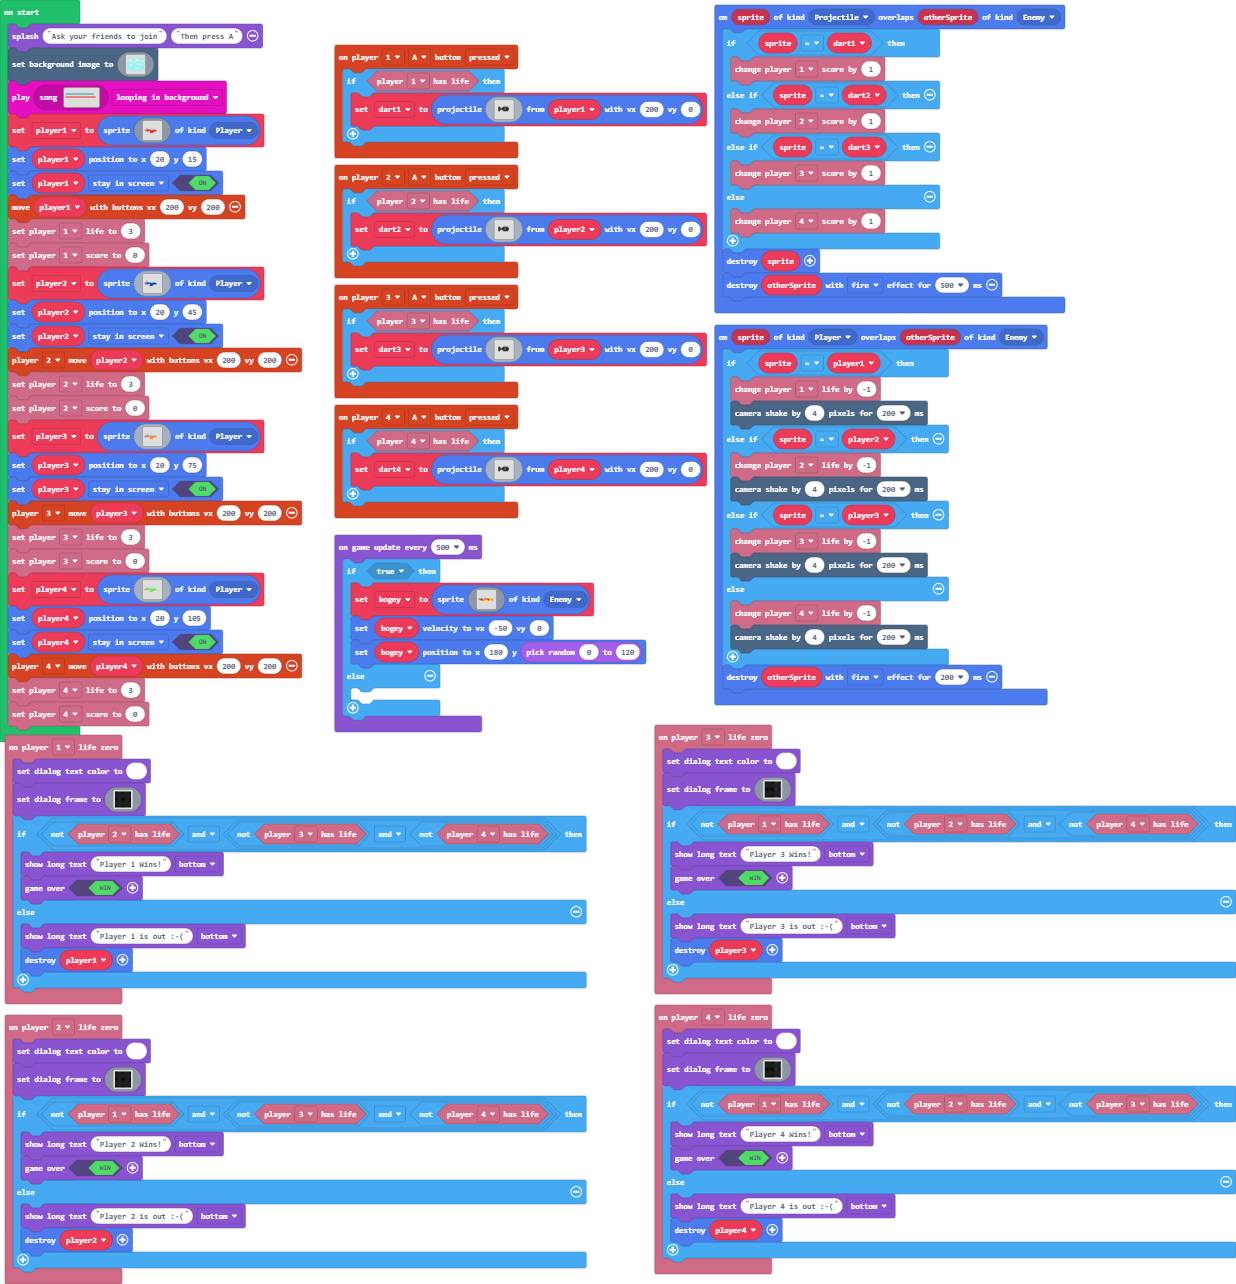 on start
splash "Ask your friends to join" "Then press A"
set background image to
play song looping in background
set player1 to sprite of kind Player
set player1 position to x 20 y 15
set player1 stay in screen ON
move player1 with buttons vx 200 vy 200
set player 1 life to 3
set player 1 score to 0
set player2 to sprite of kind Player
set player2 position to x 20 y 45
set player2 stay in screen ON
player 2 move player2 with buttons vx 200 vy 200
set player 2 life to 3
set player 2 score to 0
set player3 to sprite of kind Player
set player3 position to x 20 y 75
set player3 stay in screen ON
player 3 move player3 with buttons vx 200 vy 200
set player 3 life to 3
set player 3 score to 0
set player4 to sprite of kind Player
set player4 position to x 20 y 105
set player4 stay in screen ON
player 4 move player4 with buttons vx 200 vy 200
set player 4 life to 3
set player 4 score to 0
on player 1 A button pressed
if player 1 has life then
set dart1 to projectile from player1 with vx 200 vy 0
on player 2 A button pressed
if player 2 has life then
set dart2 to projectile from player2 with vx 200 vy 0
on player 3 A button pressed
if player 3 has life then
set dart3 to projectile from player3 with vx 200 vy 0
on player 4 A button pressed
if player 4 has life then
set dart4 to projectile from player4 with vx 200 vy 0
on game update every 500 ms
if true then
set bogey to sprite of kind Enemy
set bogey velocity to vx -50 vy 0
set bogey position to x 180 y pick random 0 to 120
else
on sprite of kind Projectile overlaps otherSprite of kind Enemy
if sprite = dart1 then
change player 1 score by 1
else if sprite = dart2 then
change player 2 score by 1
else if sprite = dart3 then
change player 3 score by 1
else
change player 4 score by 1
destroy sprite
destroy otherSprite with fire effect for 500 ms
on sprite of kind Player overlaps otherSprite of kind Enemy
if sprite = player1 then
change player 1 life by -1
camera shake by 4 pixels for 200 ms
else if sprite = player2 then
change player 2 life by -1
camera shake by 4 pixels for 200 ms
else if sprite = player3 then
change player 3 life by -1
camera shake by 4 pixels for 200 ms
else
change player 4 life by -1
camera shake by 4 pixels for 200 ms
destroy otherSprite with fire effect for 200 ms
on player 1 life zero
set dialog text color to
set dialog frame to
if not player 2 has life and not player 3 has life and not player 4 has life then
show long text "Player 1 Wins!" bottom
game over WIN
else
show long text "Player 1 is out :-(" bottom
destroy player1
on player 2 life zero
set dialog text color to
set dialog frame to
if not player 1 has life and not player 3 has life and not player 4 has life then
show long text "Player 2 Wins!" bottom
game over WIN
else
show long text "Player 2 is out :-(" bottom
destroy player2
on player 3 life zero
set dialog text color to
set dialog frame to
if not player 1 has life and not player 2 has life and not player 4 has life then
show long text "Player 3 Wins!" bottom
game over WIN
else
show long text "Player 3 is out :-(" bottom
destroy player3
on player 4 life zero
set dialog text color to
set dialog frame to
if not player 1 has life and not player 2 has life and not player 3 has life then
show long text "Player 4 Wins!" bottom
game over WIN
else
show long text "Player 4 is out :-(" bottom
destroy player4